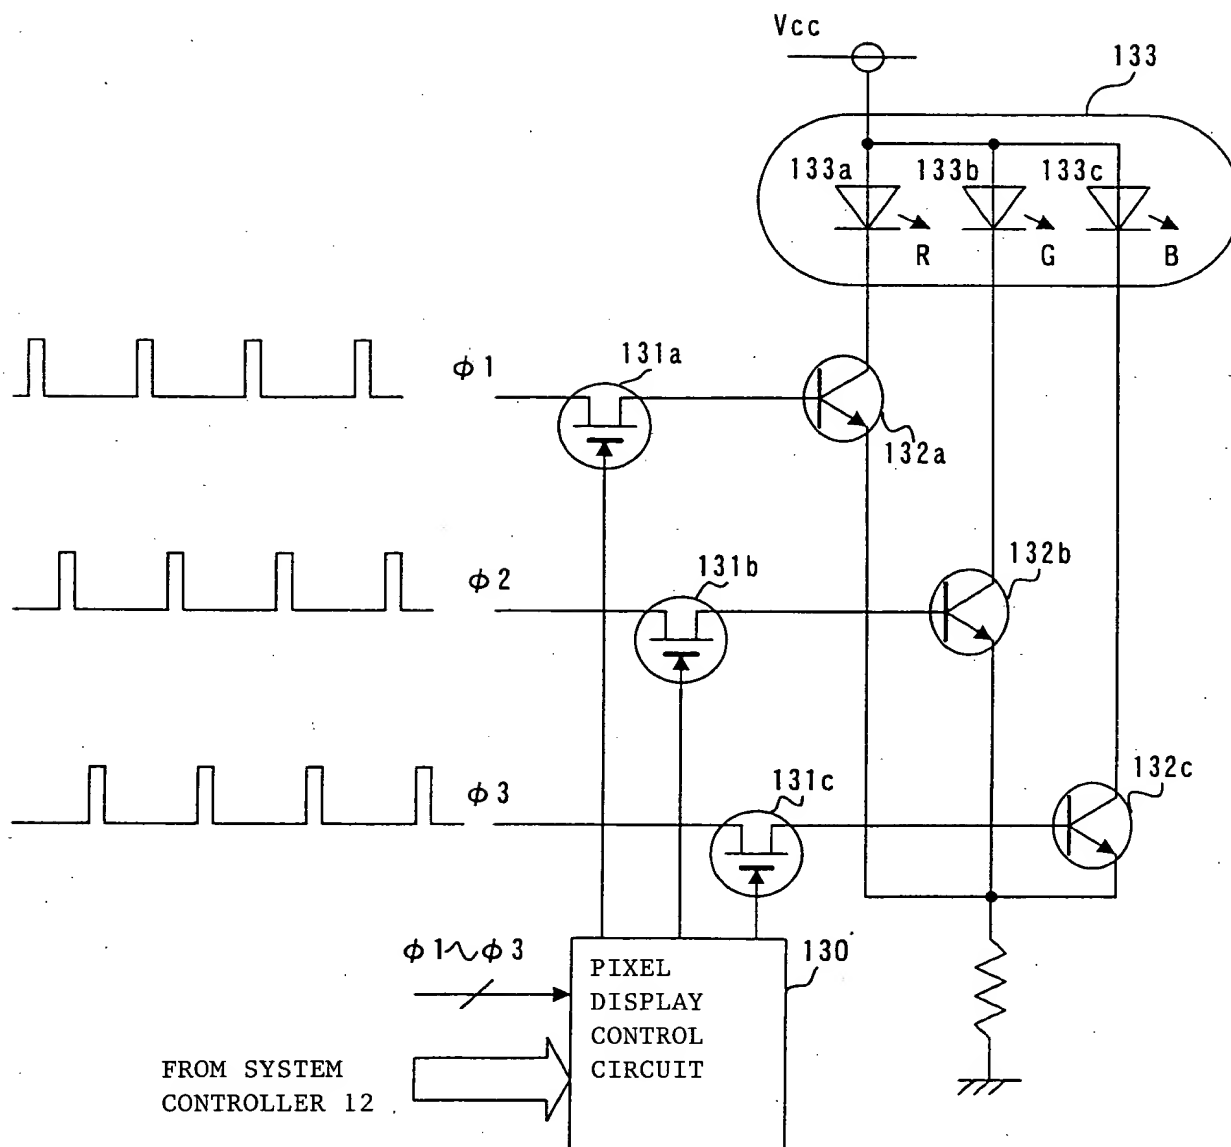 Vcc
133
133a 133b 133c
R G B
ϕ1
131a
132a
ϕ2
131b
132b
ϕ3
131c
132c
ϕ1～ϕ3
130
PIXEL
DISPLAY
CONTROL
CIRCUIT
FROM SYSTEM
CONTROLLER 12